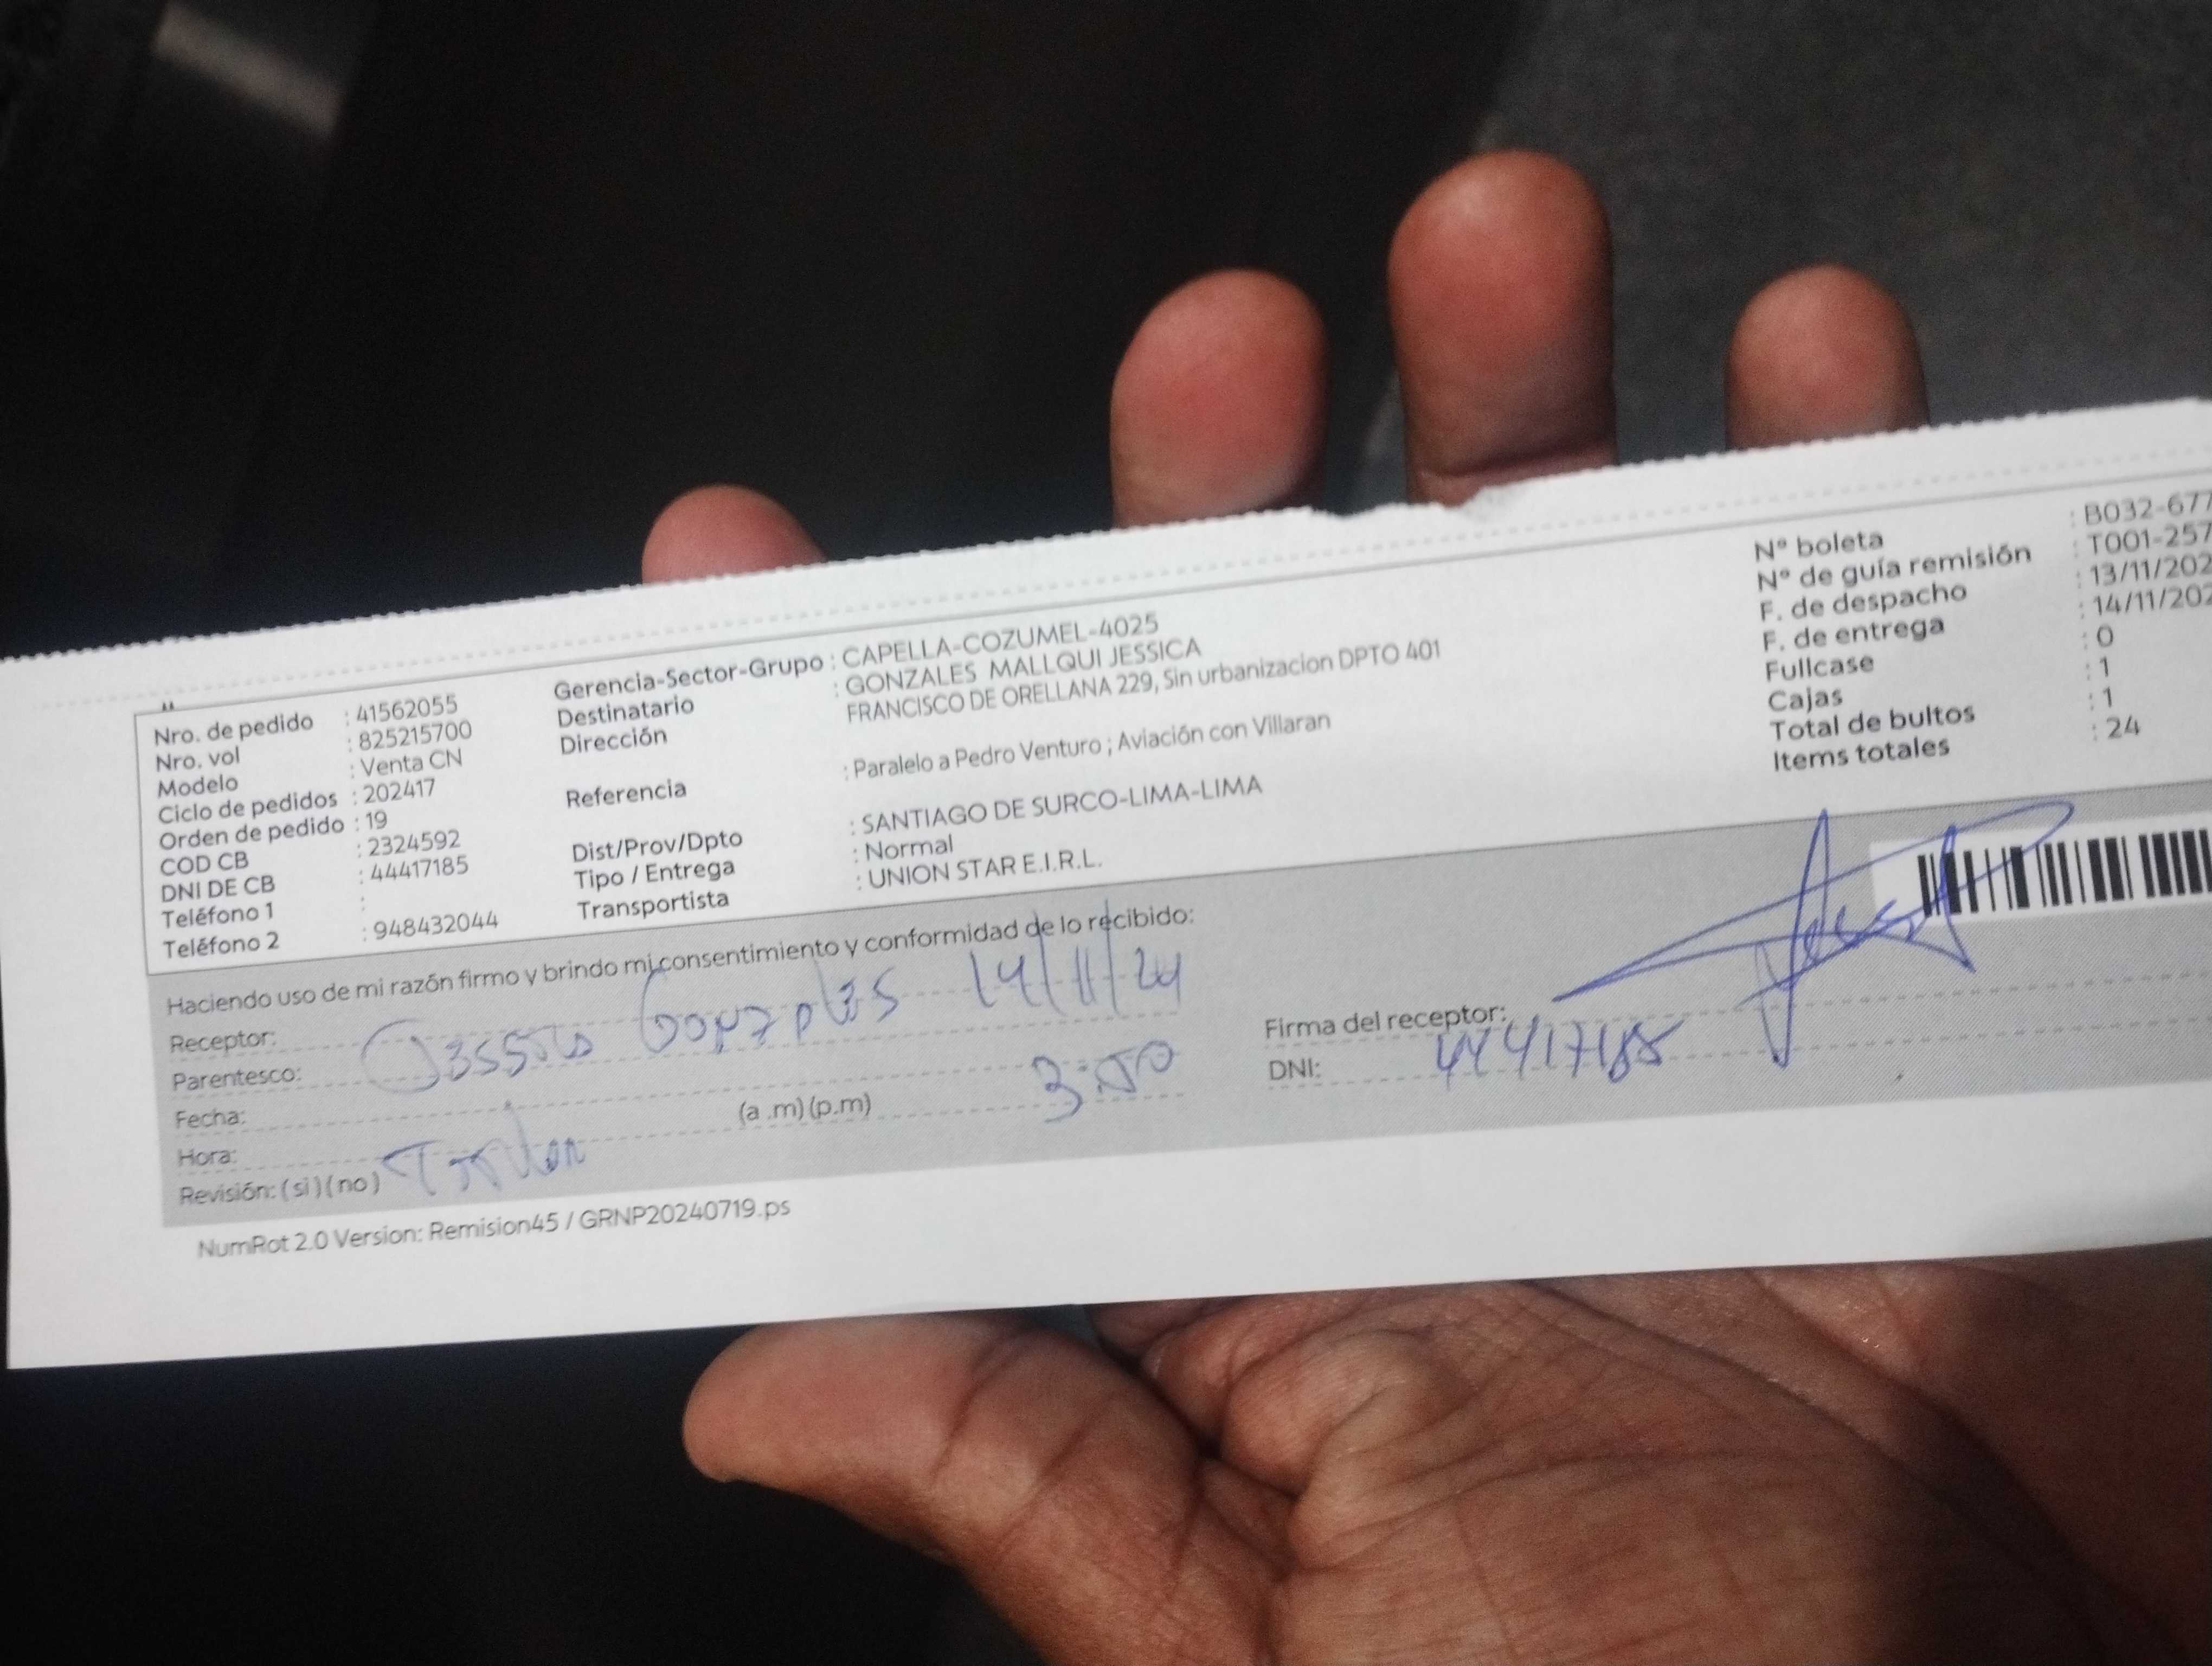 Nro. de pedido : 41562055
Nro. vol : 825215700
Modelo : Venta CN
Ciclo de pedidos : 202417
Orden de pedido : 19
COD CB : 2324592
DNI DE CB : 44417185
Teléfono 1 :
Teléfono 2 : 948432044
Gerencia-Sector-Grupo : CAPELLA-COZUMEL-4025
Destinatario : GONZALES MALLQUI JESSICA
Dirección FRANCISCO DE ORELLANA 229, Sin urbanizacion DPTO 401
Referencia : Paralelo a Pedro Venturo ; Aviación con Villaran
Dist/Prov/Dpto : SANTIAGO DE SURCO-LIMA-LIMA
Tipo / Entrega : Normal
Transportista : UNION STAR E.I.R.L.
N° boleta : B032-677
N° de guía remisión : T001-257
F. de despacho : 13/11/202
F. de entrega : 14/11/202
Fullcase : 0
Cajas : 1
Total de bultos : 1
Items totales : 24
Haciendo uso de mi razón firmo y brindo mi consentimiento y conformidad de lo recibido:
Receptor: Gonzales 14/11/24
Parentesco:
Fecha:
Hora: (a .m) (p.m) 3:00
Revisión: (si) (no)
Firma del receptor:
DNI: 44417185
NumRot 2.0 Version: Remision45 / GRNP20240719.ps